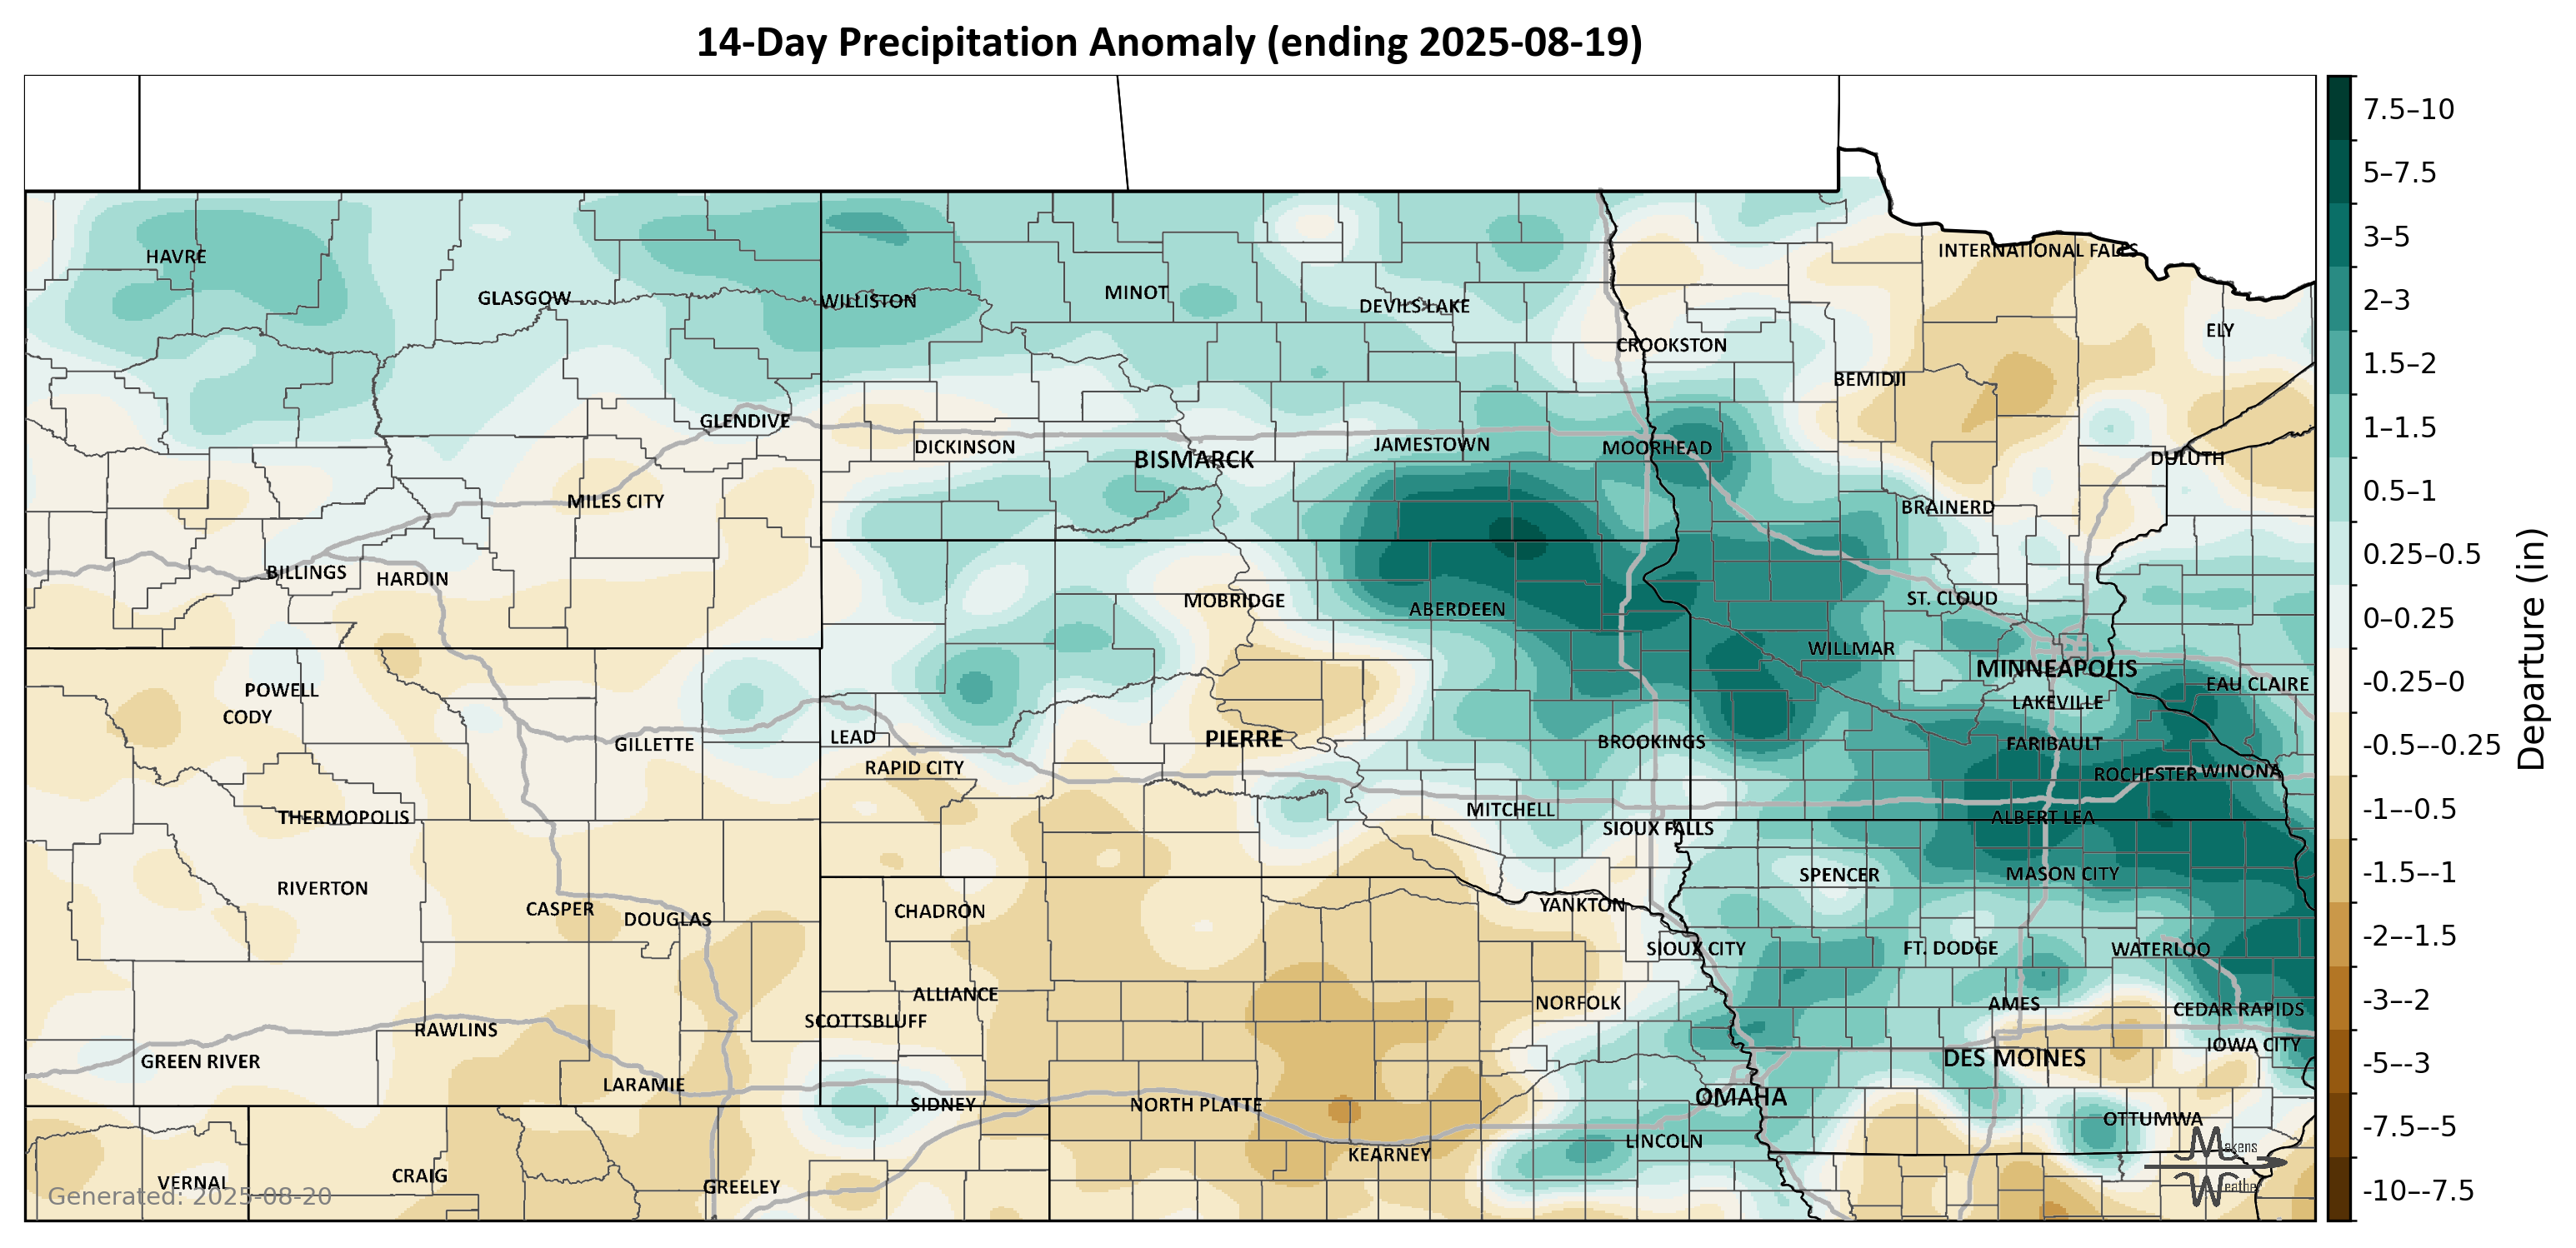 14-Day Precipitation Anomaly (ending 2025-08-19)
HAVRE
GLASGOW
WILLISTON
MINOT
DEVILS LAKE
INTERNATIONAL FALLS
ELY
CROOKSTON
BEMIDJI
GLENDIVE
DICKINSON
BISMARCK
JAMESTOWN
MOORHEAD
DULUTH
MILES CITY
BRAINERD
BILLINGS
HARDIN
MOBRIDGE
ABERDEEN
ST. CLOUD
WILLMAR
MINNEAPOLIS
POWELL
CODY
EAU CLAIRE
LAKEVILLE
GILLETTE
LEAD
PIERRE
BROOKINGS
FARIBAULT
RAPID CITY
ROCHESTER
WINONA
THERMOPOLIS
MITCHELL
SIOUX FALLS
ALBERT LEA
RIVERTON
SPENCER
MASON CITY
CASPER
DOUGLAS
CHADRON
YANKTON
SIOUX CITY
FT. DODGE
WATERLOO
ALLIANCE
NORFOLK
AMES
CEDAR RAPIDS
SCOTTSBLUFF
RAWLINS
IOWA CITY
GREEN RIVER
DES MOINES
LARAMIE
SIDNEY
NORTH PLATTE
OMAHA
OTTUMWA
LINCOLN
KEARNEY
VERNAL
CRAIG
GREELEY
Generated: 2025-08-20
Makens
Weather
7.5–10
5–7.5
3–5
2–3
1.5–2
1–1.5
0.5–1
0.25–0.5
0–0.25
-0.25–0
-0.5–-0.25
-1–-0.5
-1.5–-1
-2–-1.5
-3–-2
-5–-3
-7.5–-5
-10–-7.5
Departure (in)